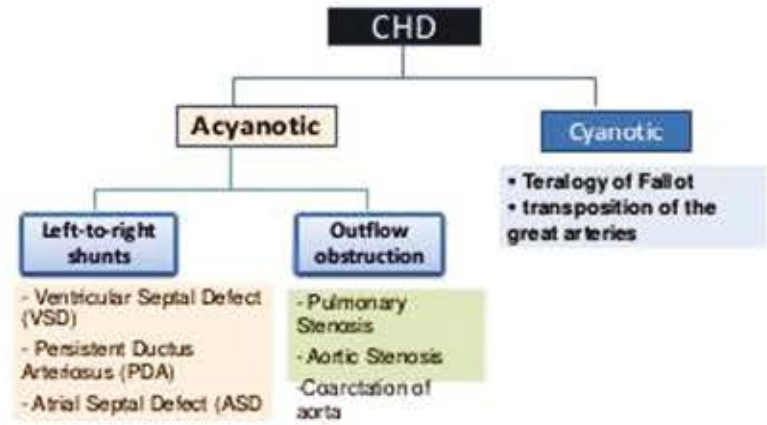 CHD
Acyanotic
Cyanotic
• Teralogy of Fallot
• transposition of the
great arteries
Left-to-right
shunts
Outflow
obstruction
- Ventricular Septal Defect
(VSD)
- Persistent Ductus
Arteriosus (PDA)
- Atrial Septal Defect (ASD
- Pulmonary
Stenosis
- Aortic Stenosis
-Coarctation of
aorta